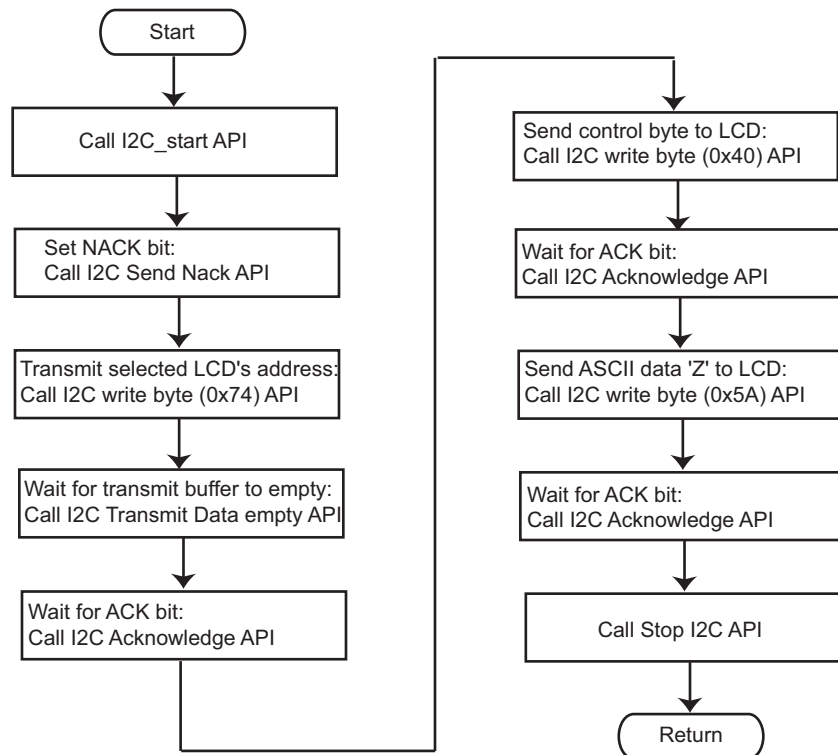 Start
Call I2C_start API
Set NACK bit:
Call I2C Send Nack API
Transmit selected LCD's address:
Call I2C write byte (0x74) API
Wait for transmit buffer to empty:
Call I2C Transmit Data empty API
Wait for ACK bit:
Call I2C Acknowledge API
Send control byte to LCD:
Call I2C write byte (0x40) API
Wait for ACK bit:
Call I2C Acknowledge API
Send ASCII data 'Z' to LCD:
Call I2C write byte (0x5A) API
Wait for ACK bit:
Call I2C Acknowledge API
Call Stop I2C API
Return